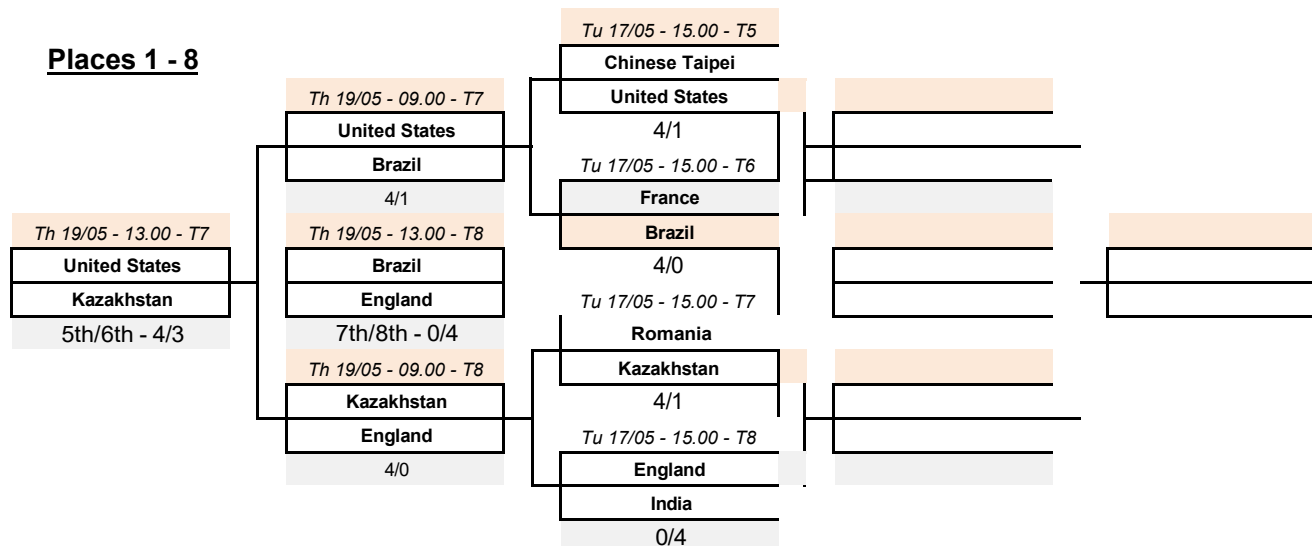 Places 1 - 8
Tu 17/05 - 15.00 - T5
Chinese Taipei
United States
4/1
Th 19/05 - 09.00 - T7
United States
Brazil
4/1
Tu 17/05 - 15.00 - T6
France
Brazil
4/0
Th 19/05 - 13.00 - T7
United States
Kazakhstan
5th/6th - 4/3
Th 19/05 - 13.00 - T8
Brazil
England
7th/8th - 0/4
Tu 17/05 - 15.00 - T7
Romania
Kazakhstan
4/1
Th 19/05 - 09.00 - T8
Kazakhstan
England
4/0
Tu 17/05 - 15.00 - T8
England
India
0/4